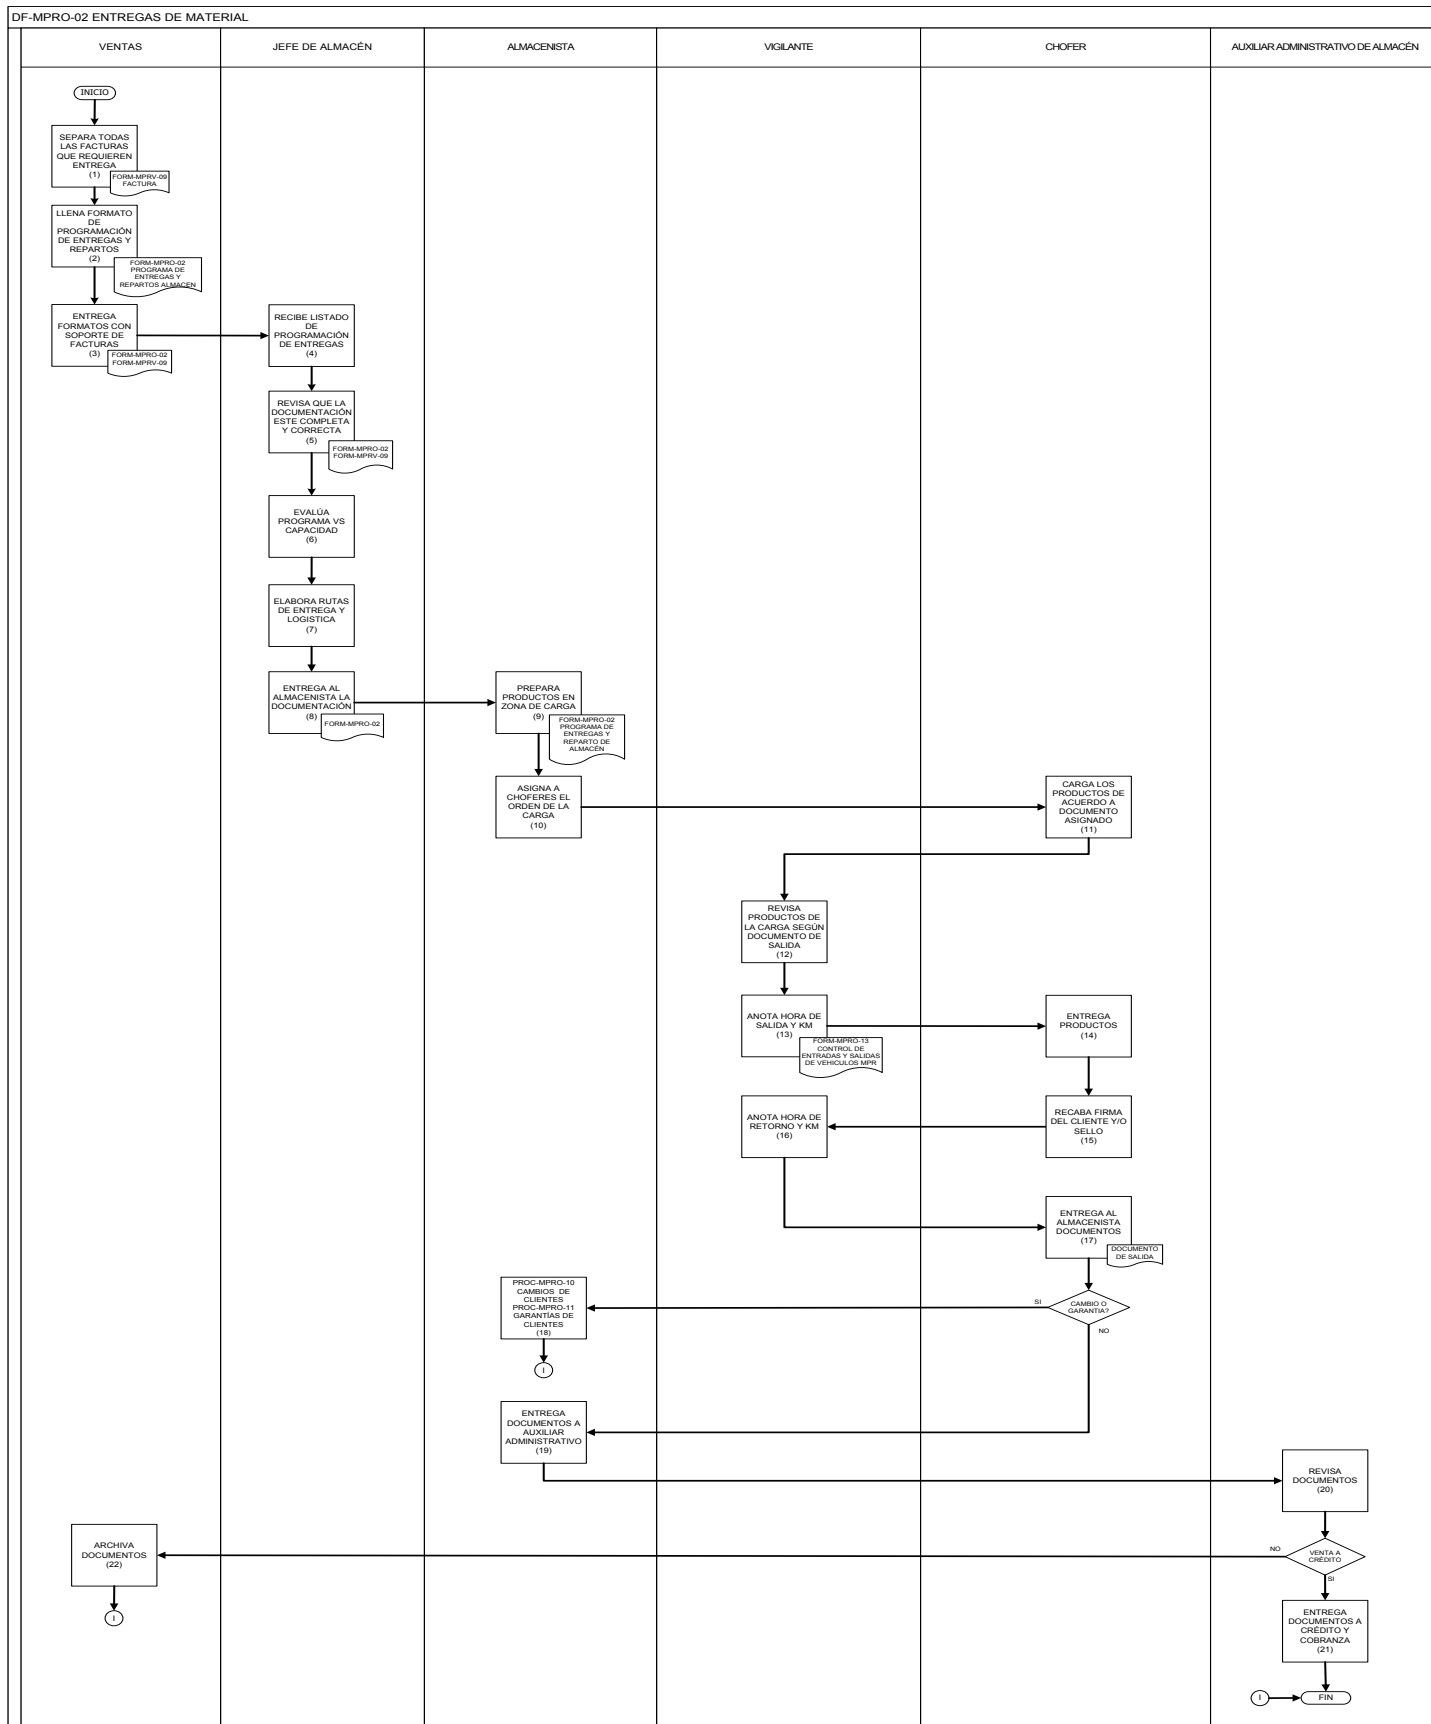 DF-MPRO-02 ENTREGAS DE MATERIAL
VENTAS
JEFE DE ALMACÉN
ALMACENISTA
VIGILANTE
CHOFER
AUXILIAR ADMINISTRATIVO DE ALMACÉN
INICIO
SEPARA TODAS
LAS FACTURAS
QUE REQUIEREN
ENTREGA
(1)
FORM-MPRV-09
FACTURA
LLENA FORMATO
DE
PROGRAMACIÓN
DE ENTREGAS Y
REPARTOS
(2)
FORM-MPRO-02
PROGRAMA DE
ENTREGAS Y
REPARTOS ALMACEN
ENTREGA
FORMATOS CON
SOPORTE DE
FACTURAS
(3)
FORM-MPRO-02
FORM-MPRV-09
RECIBE LISTADO
DE
PROGRAMACIÓN
DE ENTREGAS
(4)
REVISA QUE LA
DOCUMENTACIÓN
ESTE COMPLETA
Y CORRECTA
(5)
FORM-MPRO-02
FORM-MPRV-09
EVALÚA
PROGRAMA VS
CAPACIDAD
(6)
ELABORA RUTAS
DE ENTREGA Y
LOGISTICA
(7)
ENTREGA AL
ALMACENISTA LA
DOCUMENTACIÓN
(8)
FORM-MPRO-02
PREPARA
PRODUCTOS EN
ZONA DE CARGA
(9)
FORM-MPRO-02
PROGRAMA DE
ENTREGAS Y
REPARTO DE
ALMACÉN
ASIGNA A
CHOFERES EL
ORDEN DE LA
CARGA
(10)
CARGA LOS
PRODUCTOS DE
ACUERDO A
DOCUMENTO
ASIGNADO
(11)
REVISA
PRODUCTOS DE
LA CARGA SEGÚN
DOCUMENTO DE
SALIDA
(12)
ANOTA HORA DE
SALIDA Y KM
(13)
FORM-MPRO-13
CONTROL DE
ENTRADAS Y SALIDAS
DE VEHICULOS MPR
ENTREGA
PRODUCTOS
(14)
RECABA FIRMA
DEL CLIENTE Y/O
SELLO
(15)
ANOTA HORA DE
RETORNO Y KM
(16)
ENTREGA AL
ALMACENISTA
DOCUMENTOS
(17)
DOCUMENTO
DE SALIDA
CAMBIO O
GARANTIA?
SI
NO
PROC-MPRO-10
CAMBIOS DE
CLIENTES
PROC-MPRO-11
GARANTÍAS DE
CLIENTES
(18)
I
ENTREGA
DOCUMENTOS A
AUXILIAR
ADMINISTRATIVO
(19)
REVISA
DOCUMENTOS
(20)
VENTA A
CRÉDITO
NO
SI
ARCHIVA
DOCUMENTOS
(22)
I
ENTREGA
DOCUMENTOS A
CRÉDITO Y
COBRANZA
(21)
I
FIN